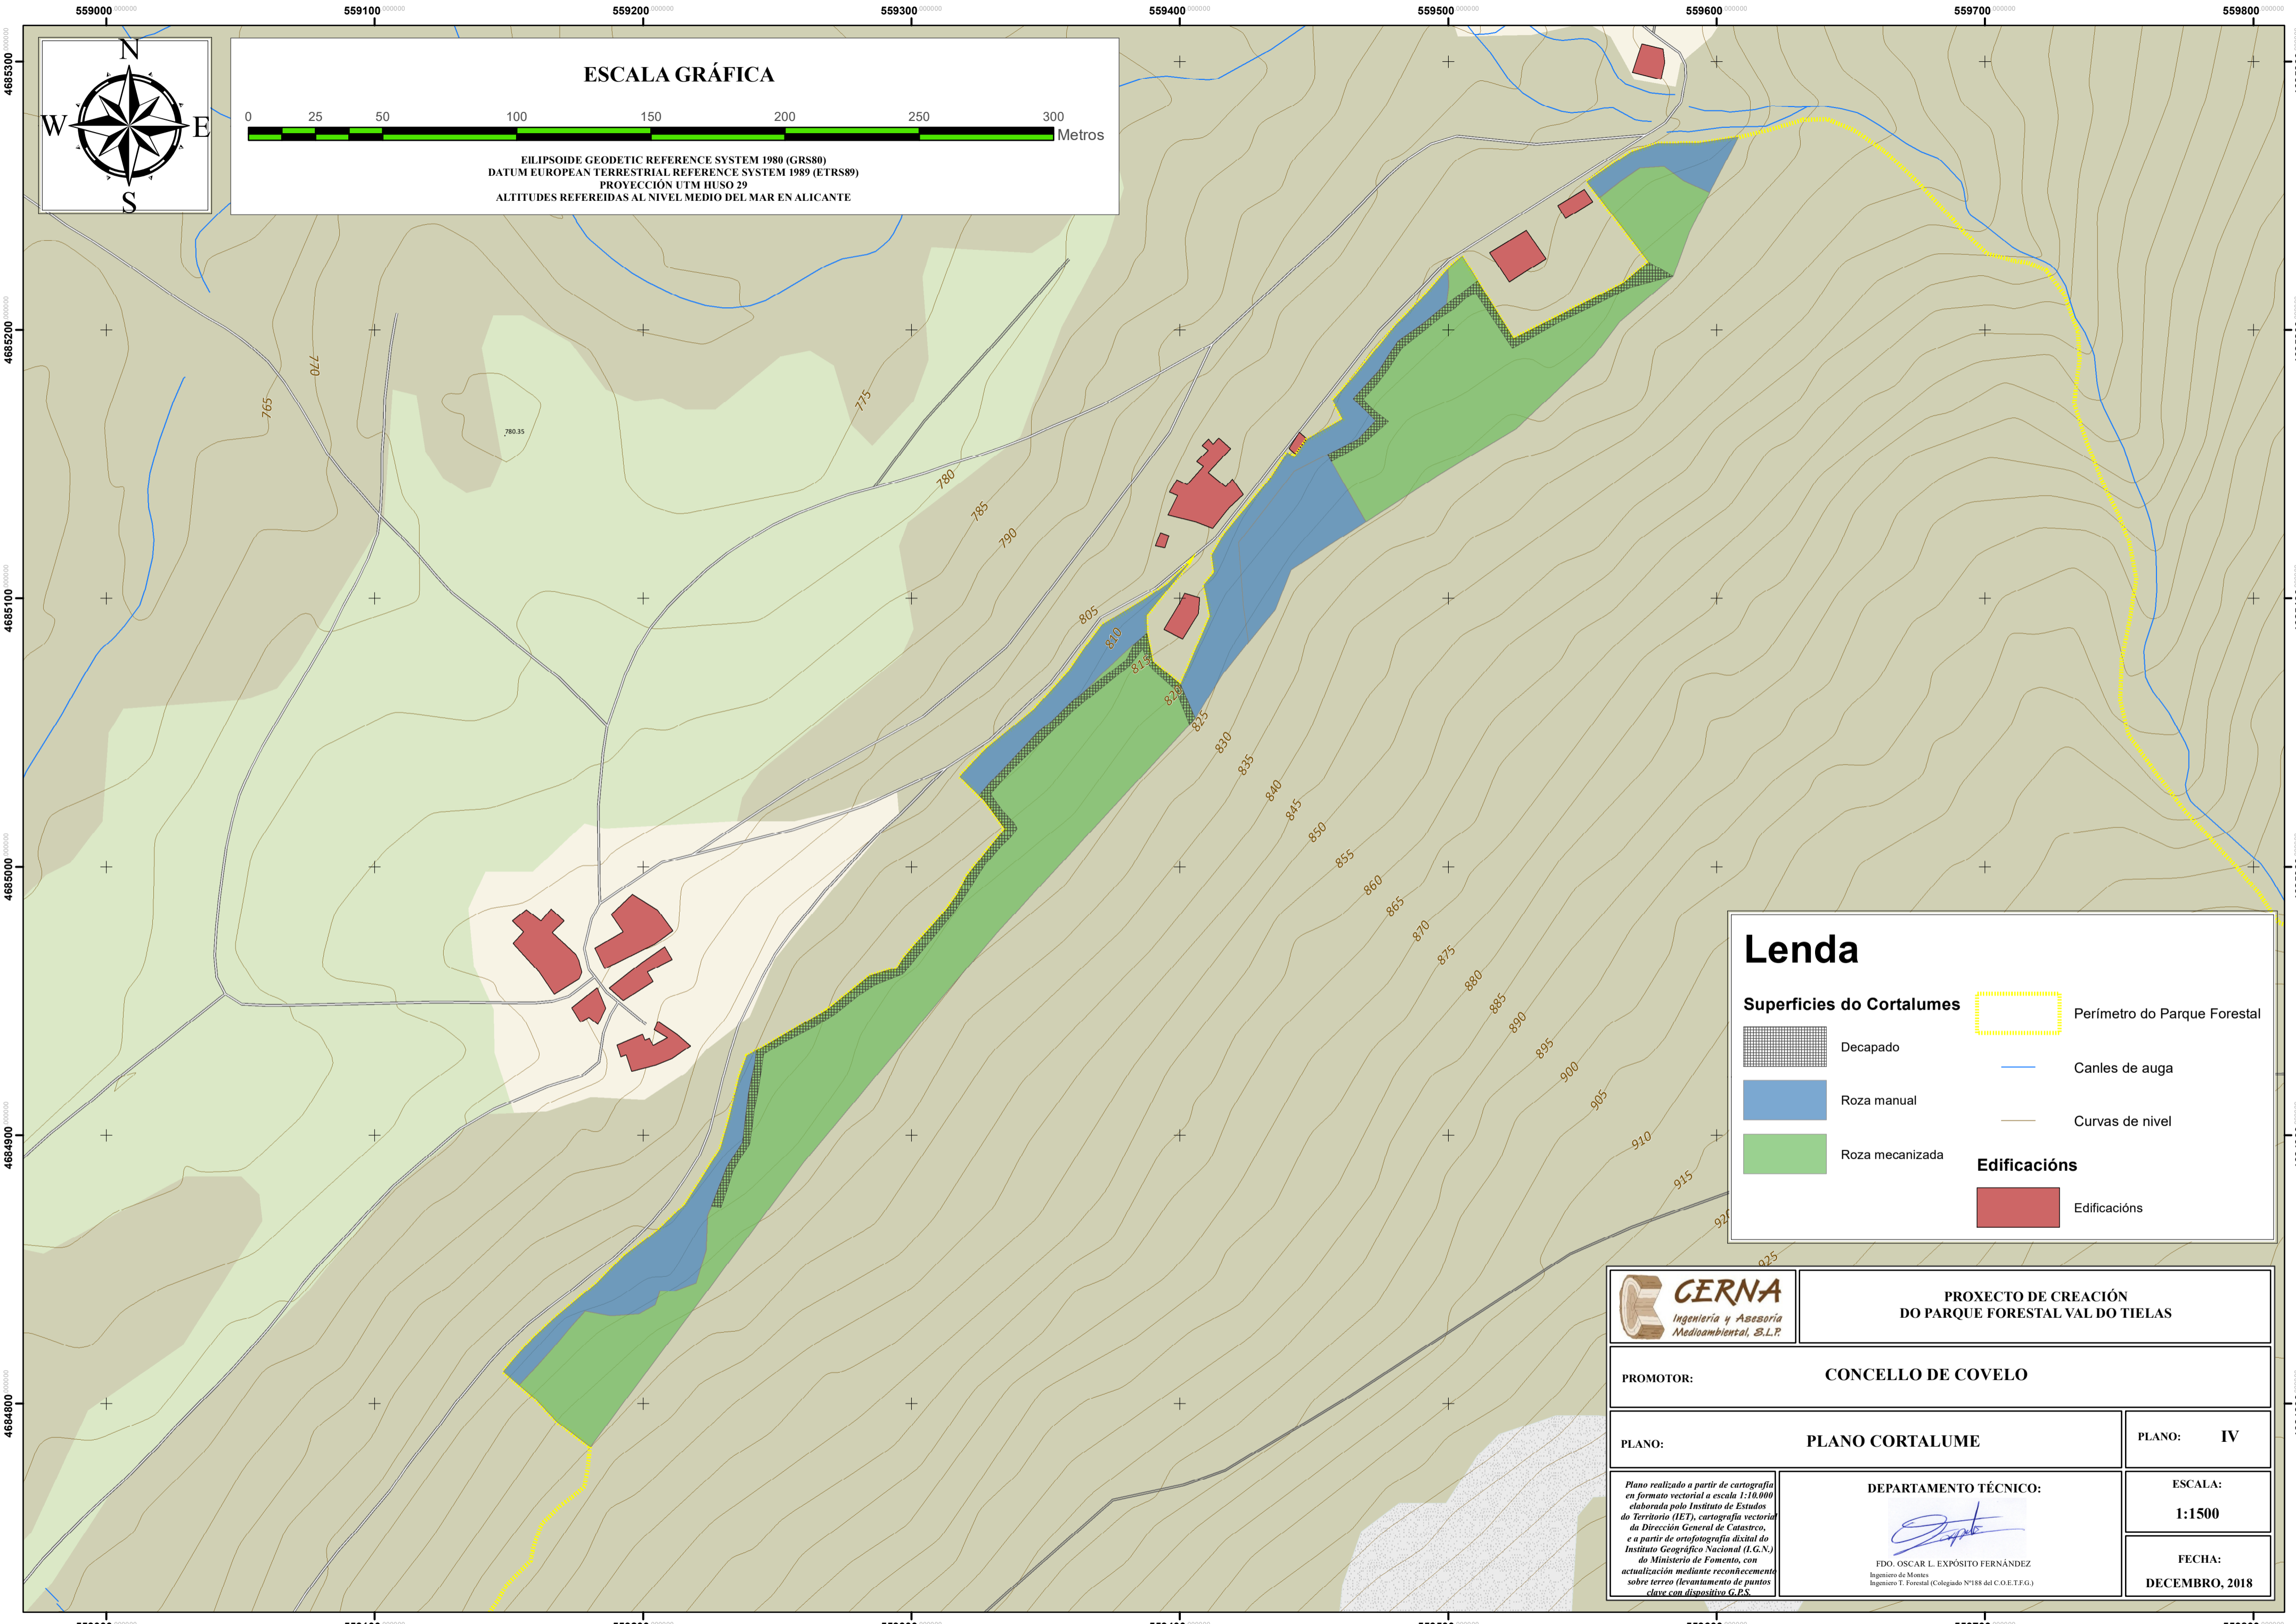 559000 559100 559200 559300 559400 559500 559600 559700 559800
4685300
4685200
4685100
4685000
4684900
4684800
N
W E
S
ESCALA GRÁFICA
0 25 50 100 150 200 250 300
Metros
ElLIPSOIDE GEODETIC REFERENCE SYSTEM 1980 (GRS80)
DATUM EUROPEAN TERRESTRIAL REFERENCE SYSTEM 1989 (ETRS89)
PROYECCIÓN UTM HUSO 29
ALTITUDES REFEREIDAS AL NIVEL MEDIO DEL MAR EN ALICANTE
765
770
780.35
775
780
785
790
805
810
815
820
825
830
835
840
845
850
855
860
865
870
875
880
885
890
895
900
905
910
915
920
925
Lenda
Superficies do Cortalumes
Decapado
Roza manual
Roza mecanizada
Perímetro do Parque Forestal
Canles de auga
Curvas de nivel
Edificacións
Edificacións
CERNA
Ingeniería y Asesoría
Medioambiental, S.L.P.
PROXECTO DE CREACIÓN
DO PARQUE FORESTAL VAL DO TIELAS
PROMOTOR: CONCELLO DE COVELO
PLANO: PLANO CORTALUME
PLANO: IV
Plano realizado a partir de cartografía
en formato vectorial a escala 1:10.000
elaborada polo Instituto de Estudos
do Territorio (IET), cartografía vectorial
da Dirección General de Catastrco,
e a partir de ortofotografía dixital do
Instituto Geográfico Nacional (I.G.N.)
do Ministerio de Fomento, con
actualización mediante reconñecemento
sobre terreo (levantamento de puntos
clave con dispositivo G.P.S.
DEPARTAMENTO TÉCNICO:
FDO. OSCAR L. EXPÓSITO FERNÁNDEZ
Ingeniero de Montes
Ingeniero T. Forestal (Colegiado Nº188 del C.O.E.T.F.G.)
ESCALA:
1:1500
FECHA:
DECEMBRO, 2018